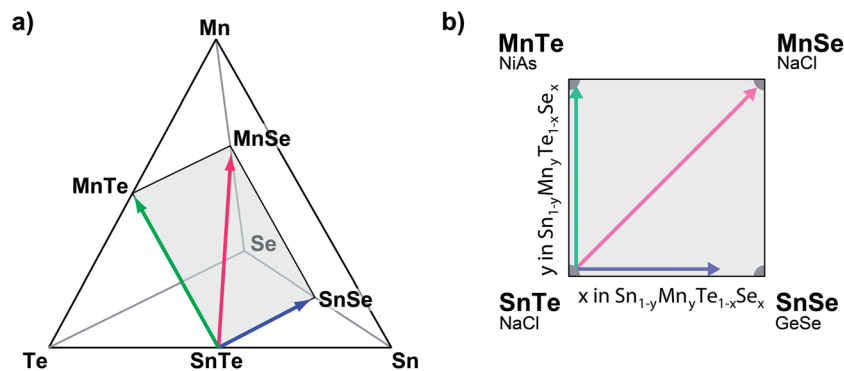 a)
Mn
MnSe
MnTe
Se
SnSe
Te
SnTe
Sn
b)
MnTe
NiAs
MnSe
NaCl
y in Sn1-yMnyTe1-xSex
SnTe
NaCl
x in Sn1-yMnyTe1-xSex
SnSe
GeSe